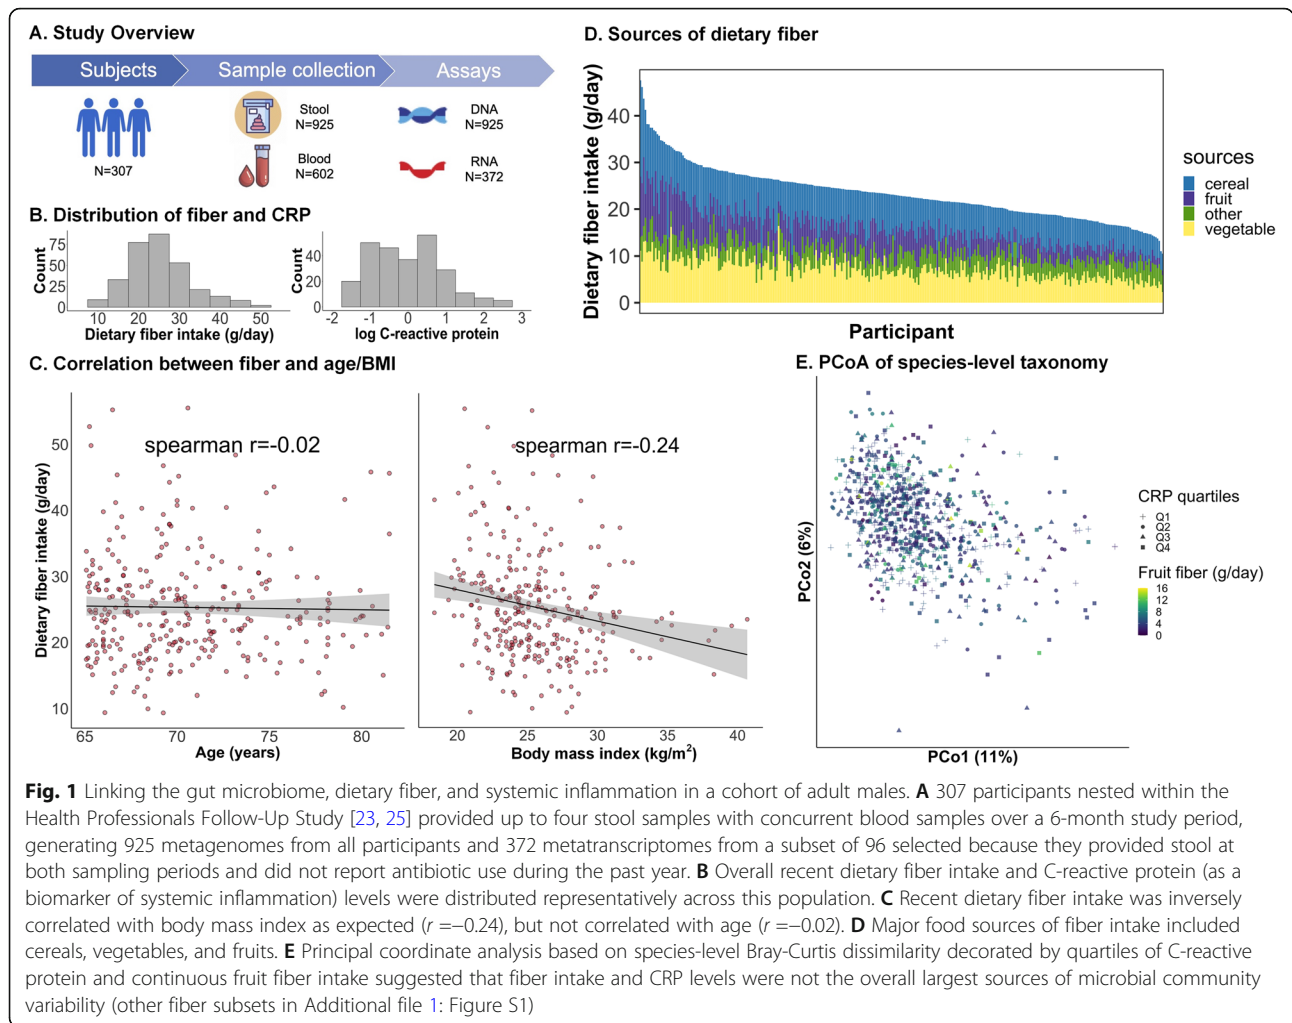 A. Study Overview
Subjects
Sample collection
Assays
N=307
Stool
N=925
Blood
N=602
DNA
N=925
RNA
N=372
B. Distribution of fiber and CRP
Count
75
50
25
0
10 20 30 40 50
Dietary fiber intake (g/day)
Count
40
20
0
-2 -1 0 1 2 3
log C-reactive protein
C. Correlation between fiber and age/BMI
Dietary fiber intake (g/day)
50
40
30
20
10
spearman r=-0.02
65 70 75 80
Age (years)
spearman r=-0.24
20 25 30 35 40
Body mass index (kg/m²)
D. Sources of dietary fiber
Dietary fiber intake (g/day)
40
30
20
10
0
Participant
sources
cereal
fruit
other
vegetable
E. PCoA of species-level taxonomy
PCo2 (6%)
PCo1 (11%)
CRP quartiles
Q1
Q2
Q3
Q4
Fruit fiber (g/day)
16
12
8
4
0
Fig. 1 Linking the gut microbiome, dietary fiber, and systemic inflammation in a cohort of adult males. A 307 participants nested within the
Health Professionals Follow-Up Study [23, 25] provided up to four stool samples with concurrent blood samples over a 6-month study period,
generating 925 metagenomes from all participants and 372 metatranscriptomes from a subset of 96 selected because they provided stool at
both sampling periods and did not report antibiotic use during the past year. B Overall recent dietary fiber intake and C-reactive protein (as a
biomarker of systemic inflammation) levels were distributed representatively across this population. C Recent dietary fiber intake was inversely
correlated with body mass index as expected (r =−0.24), but not correlated with age (r =−0.02). D Major food sources of fiber intake included
cereals, vegetables, and fruits. E Principal coordinate analysis based on species-level Bray-Curtis dissimilarity decorated by quartiles of C-reactive
protein and continuous fruit fiber intake suggested that fiber intake and CRP levels were not the overall largest sources of microbial community
variability (other fiber subsets in Additional file 1: Figure S1)